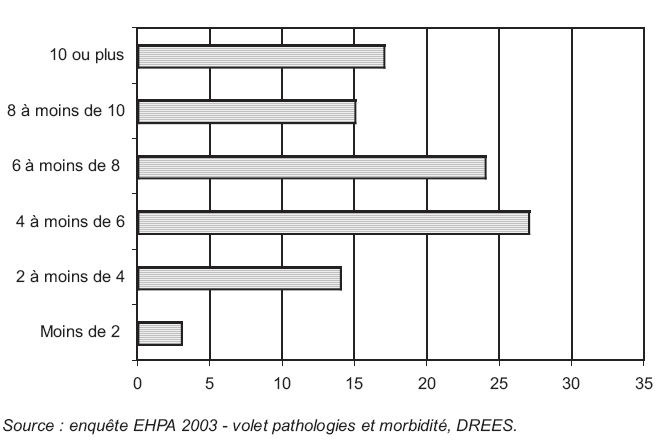 10 ou plus
8 à moins de 10
6 à moins de 8
4 à moins de 6
2 à moins de 4
Moins de 2
0 5 10 15 20 25 30 35
Source : enquête EHPA 2003 - volet pathologies et morbidité, DREES.